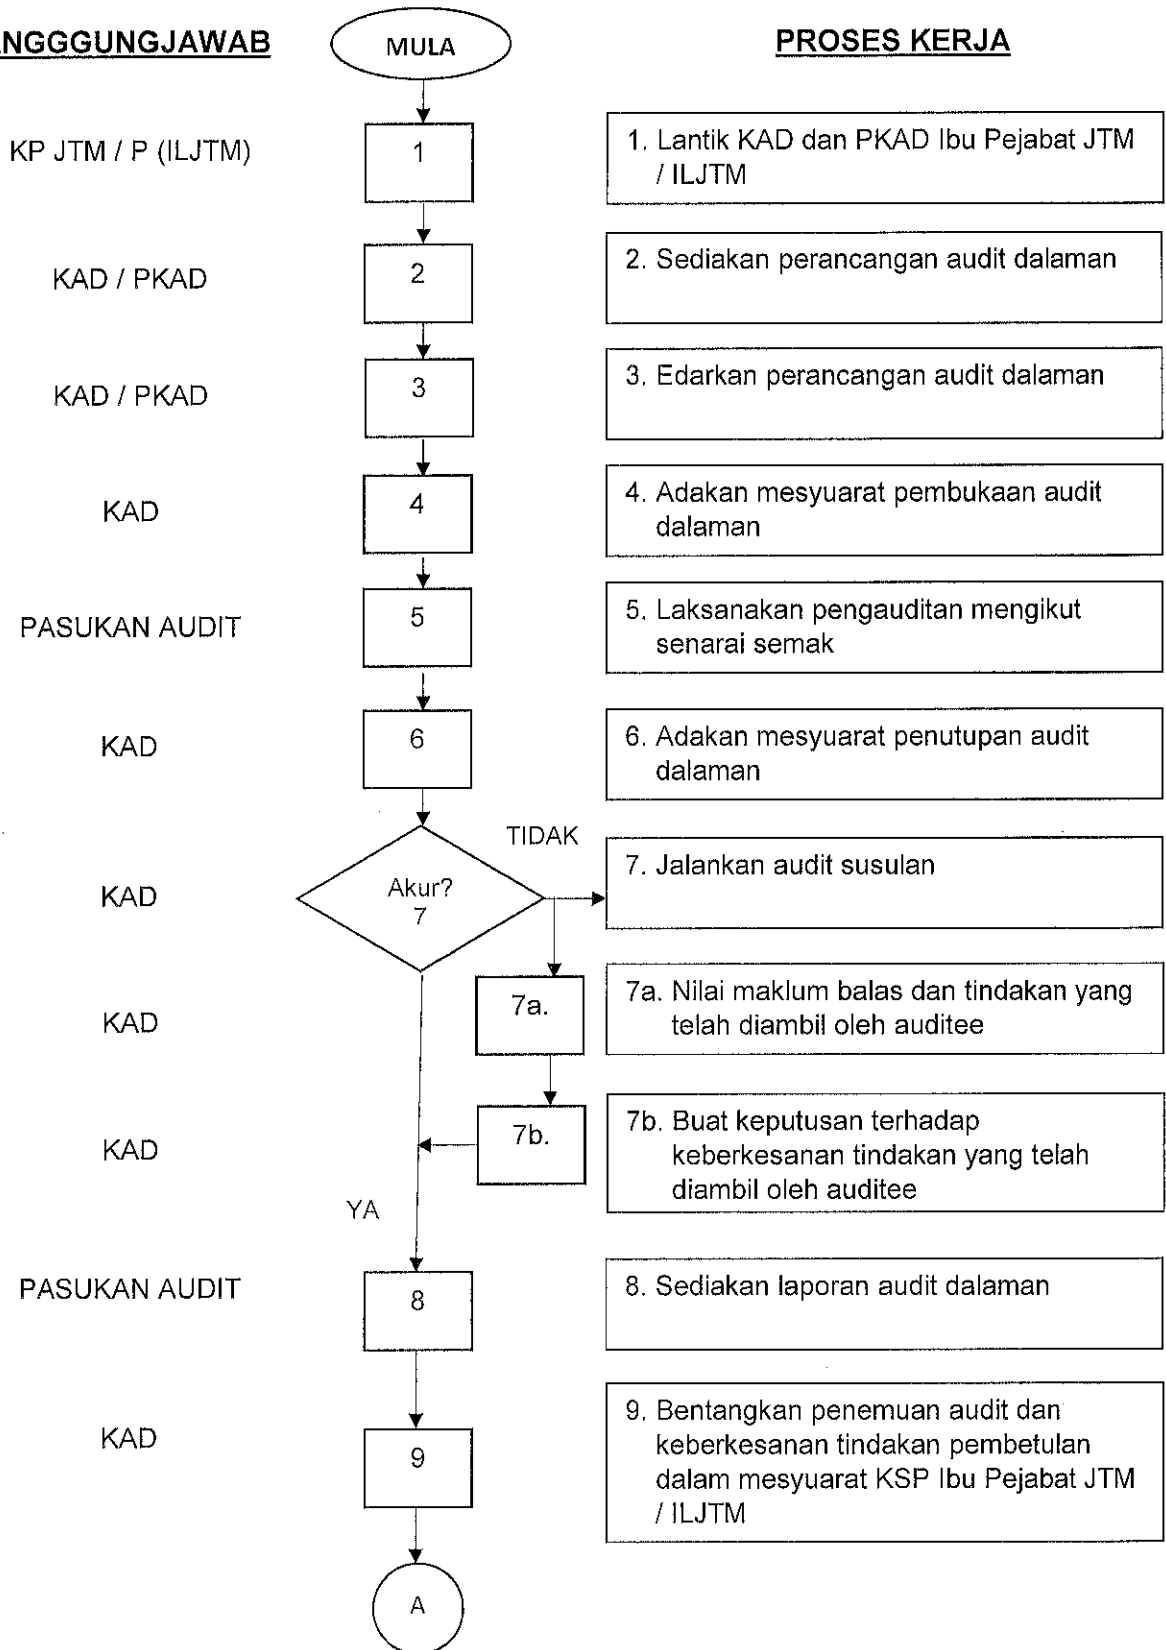 ANGGGUNGJAWAB
MULA
PROSES KERJA
KP JTM / P (ILJTM)
1
1. Lantik KAD dan PKAD Ibu Pejabat JTM
/ ILJTM
KAD / PKAD
2
2. Sediakan perancangan audit dalaman
KAD / PKAD
3
3. Edarkan perancangan audit dalaman
KAD
4
4. Adakan mesyuarat pembukaan audit
dalaman
PASUKAN AUDIT
5
5. Laksanakan pengauditan mengikut
senarai semak
KAD
6
6. Adakan mesyuarat penutupan audit
dalaman
KAD
Akur?
7
TIDAK
7. Jalankan audit susulan
KAD
7a.
7a. Nilai maklum balas dan tindakan yang
telah diambil oleh auditee
KAD
7b.
7b. Buat keputusan terhadap
keberkesanan tindakan yang telah
diambil oleh auditee
YA
PASUKAN AUDIT
8
8. Sediakan laporan audit dalaman
KAD
9
9. Bentangkan penemuan audit dan
keberkesanan tindakan pembetulan
dalam mesyuarat KSP Ibu Pejabat JTM
/ ILJTM
A